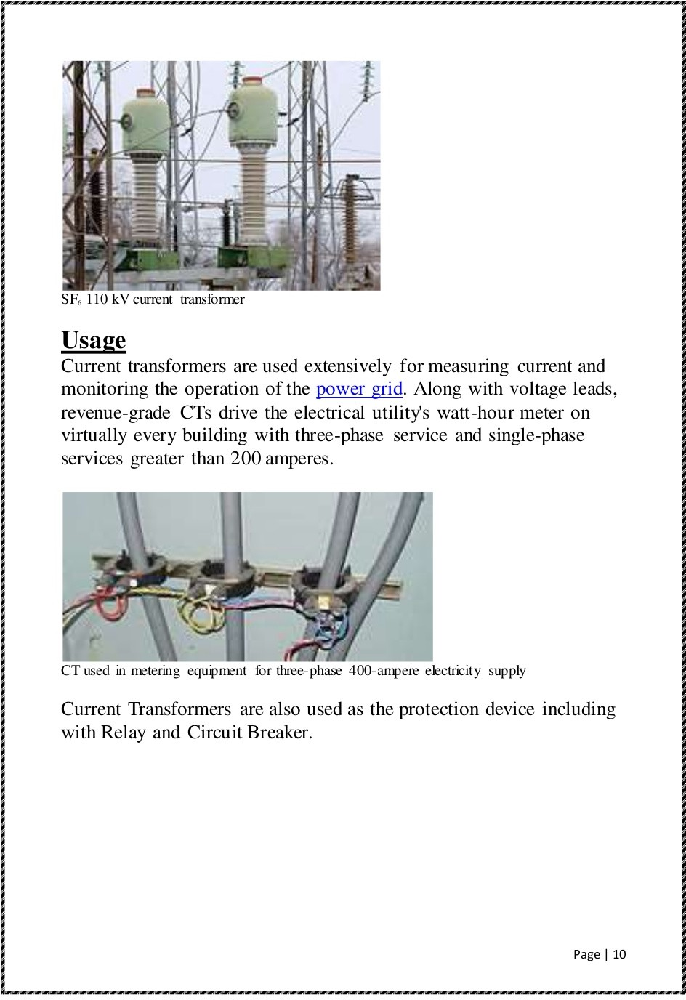 SF₆ 110 kV current transformer
Usage
Current transformers are used extensively for measuring current and
monitoring the operation of the power grid. Along with voltage leads,
revenue-grade CTs drive the electrical utility's watt-hour meter on
virtually every building with three-phase service and single-phase
services greater than 200 amperes.
CT used in metering equipment for three-phase 400-ampere electricity supply
Current Transformers are also used as the protection device including
with Relay and Circuit Breaker.
Page | 10